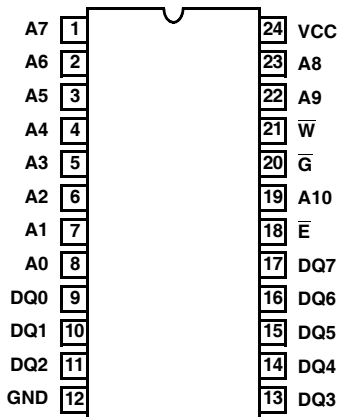 A7 1 24 VCC
A6 2 23 A8
A5 3 22 A9
A4 4 21 W̅
A3 5 20 G̅
A2 6 19 A10
A1 7 18 E̅
A0 8 17 DQ7
DQ0 9 16 DQ6
DQ1 10 15 DQ5
DQ2 11 14 DQ4
GND 12 13 DQ3